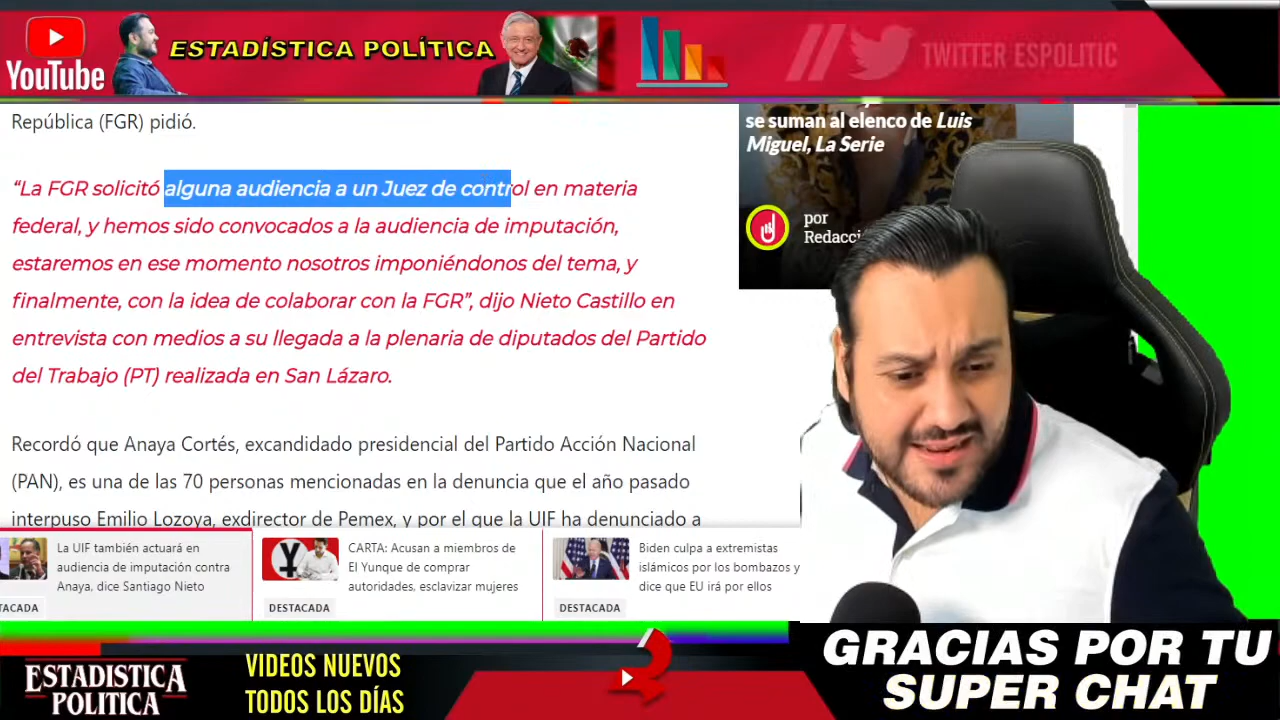 YouTube
ESTADÍSTICA POLÍTICA
TWITTER ESPOLITIC
República (FGR) pidió.
“La FGR solicitó alguna audiencia a un Juez de control en materia
federal, y hemos sido convocados a la audiencia de imputación,
estaremos en ese momento nosotros imponiéndonos del tema, y
finalmente, con la idea de colaborar con la FGR”, dijo Nieto Castillo en
entrevista con medios a su llegada a la plenaria de diputados del Partido
del Trabajo (PT) realizada en San Lázaro.
Recordó que Anaya Cortés, excandidado presidencial del Partido Acción Nacional
(PAN), es una de las 70 personas mencionadas en la denuncia que el año pasado
interpuso Emilio Lozoya, exdirector de Pemex, y por el que la UIF ha denunciado a
se suman al elenco de Luis
Miguel, La Serie
por
Redacci
La UIF también actuará en
audiencia de imputación contra
Anaya, dice Santiago Nieto
TACADA
CARTA: Acusan a miembros de
El Yunque de comprar
autoridades, esclavizar mujeres
DESTACADA
Biden culpa a extremistas
islámicos por los bombazos y
dice que EU irá por ellos
DESTACADA
ESTADISTICA
POLITICA
VIDEOS NUEVOS
TODOS LOS DÍAS
GRACIAS POR TU
SUPER CHAT